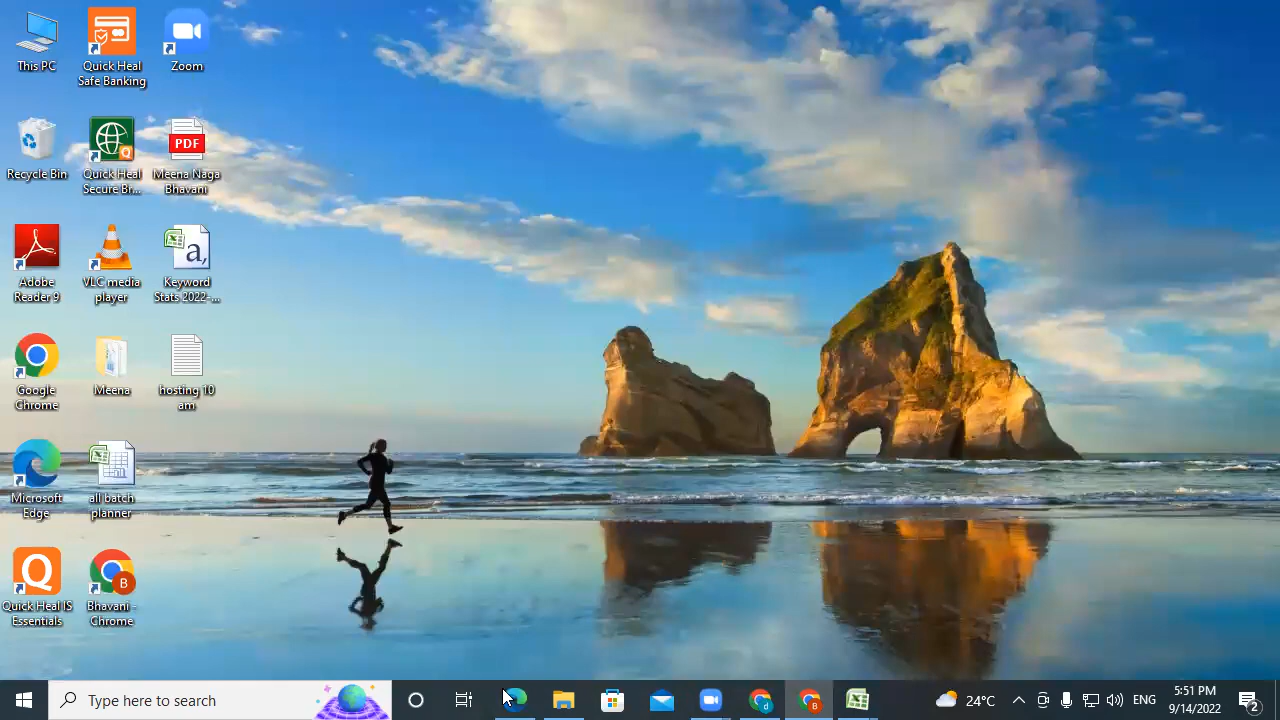 This PC
Quick Heal
Safe Banking
Zoom
Recycle Bin
Quick Heal
Secure Br...
PDF
Meena Naga
Bhavani
Adobe
Reader 9
VLC media
player
a,
Keyword
Stats 2022-...
Google
Chrome
Meena
hosting 10
am
Microsoft
Edge
all batch
planner
Quick Heal IS
Essentials
B
Bhavani -
Chrome
Type here to search
d
B
24°C
ENG
5:51 PM
9/14/2022
2